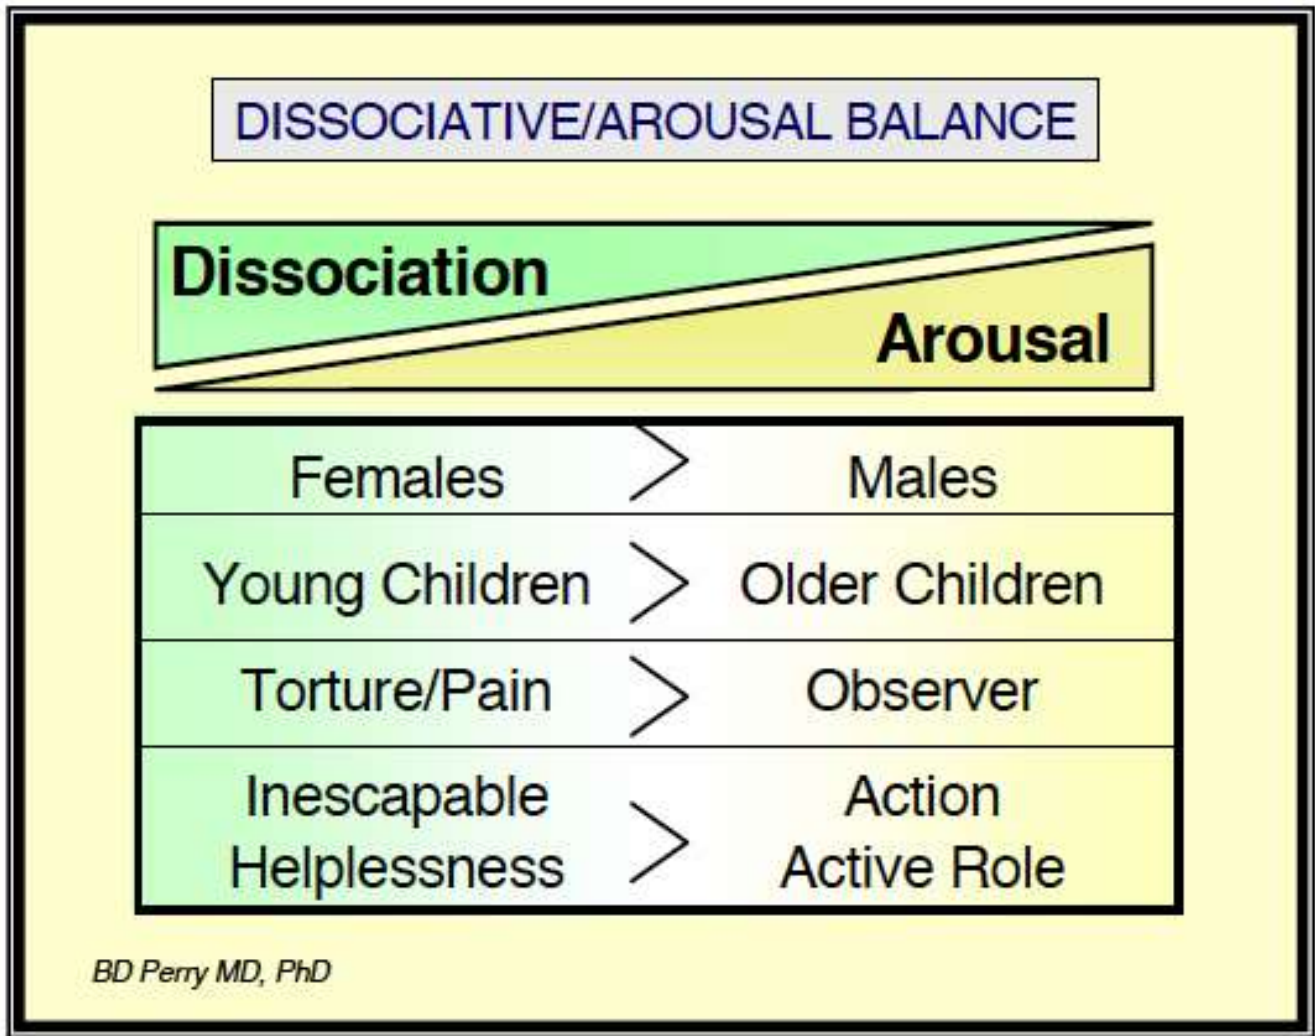 DISSOCIATIVE/AROUSAL BALANCE
Dissociation
Arousal
Females > Males
Young Children > Older Children
Torture/Pain > Observer
Inescapable Helplessness > Action Active Role
BD Perry MD, PhD